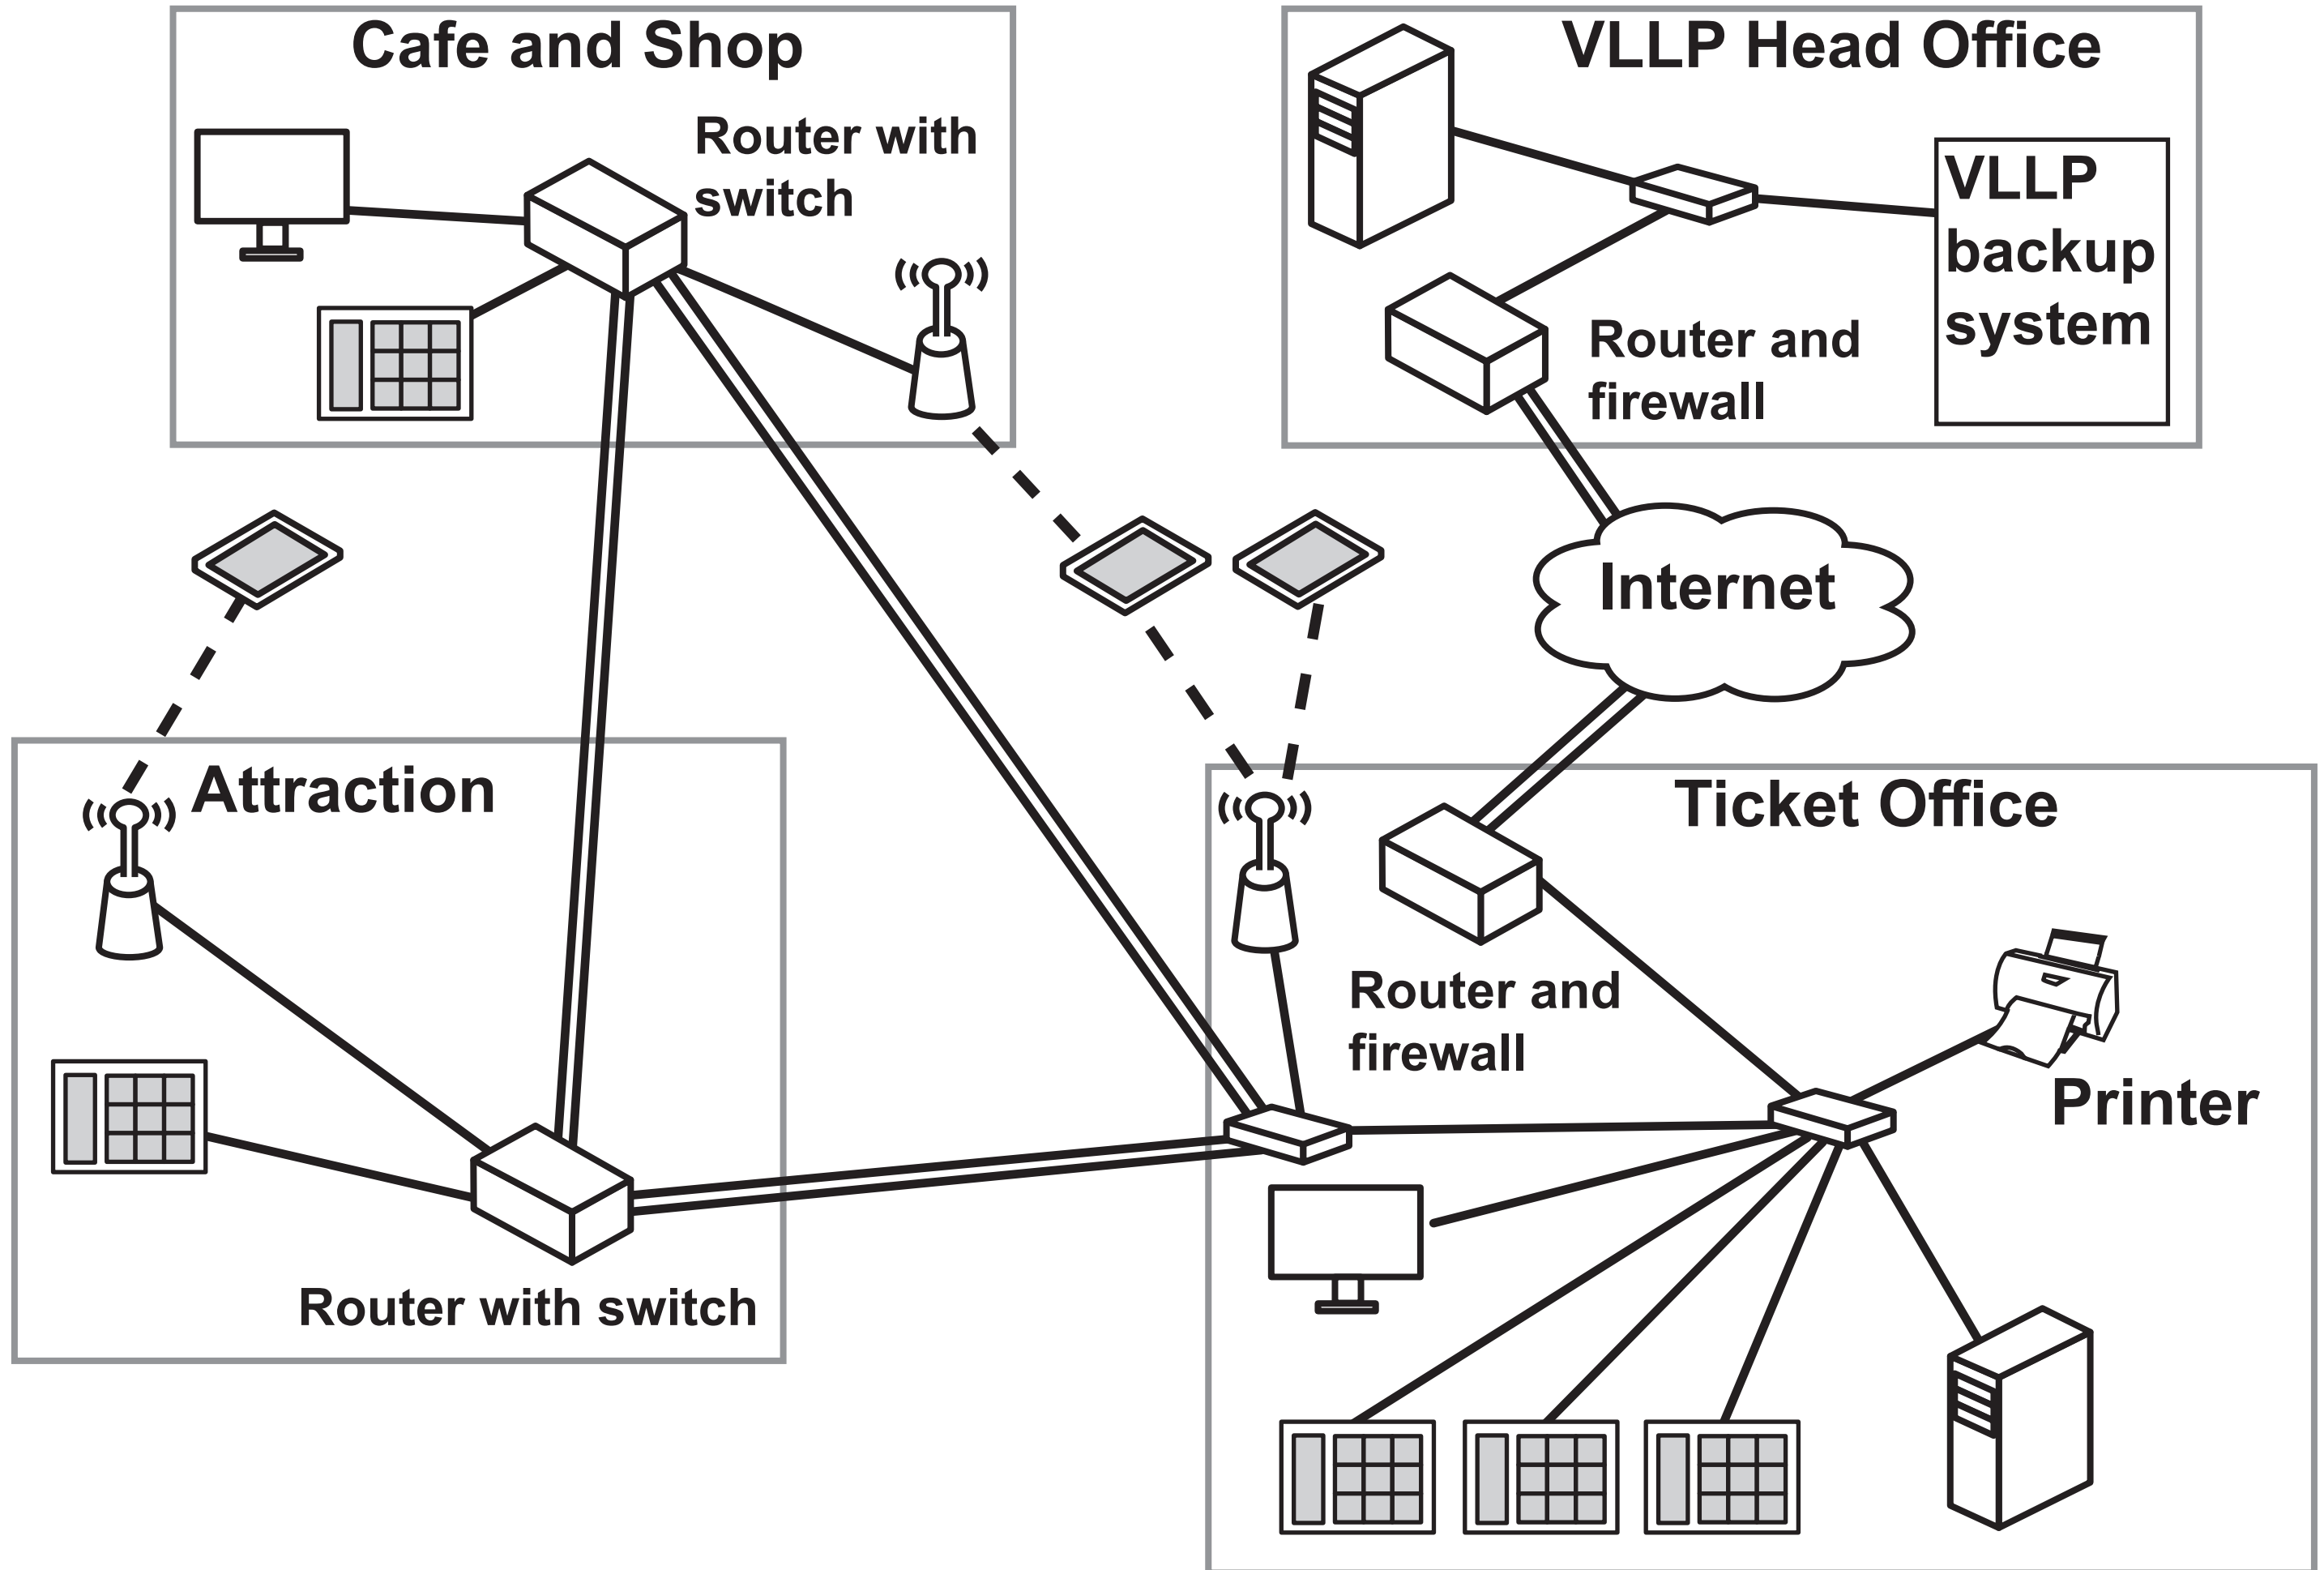 Cafe and Shop
Router with
switch
VLLP Head Office
VLLP
backup
system
Router and
firewall
Internet
Attraction
Router with switch
Ticket Office
Router and
firewall
Printer